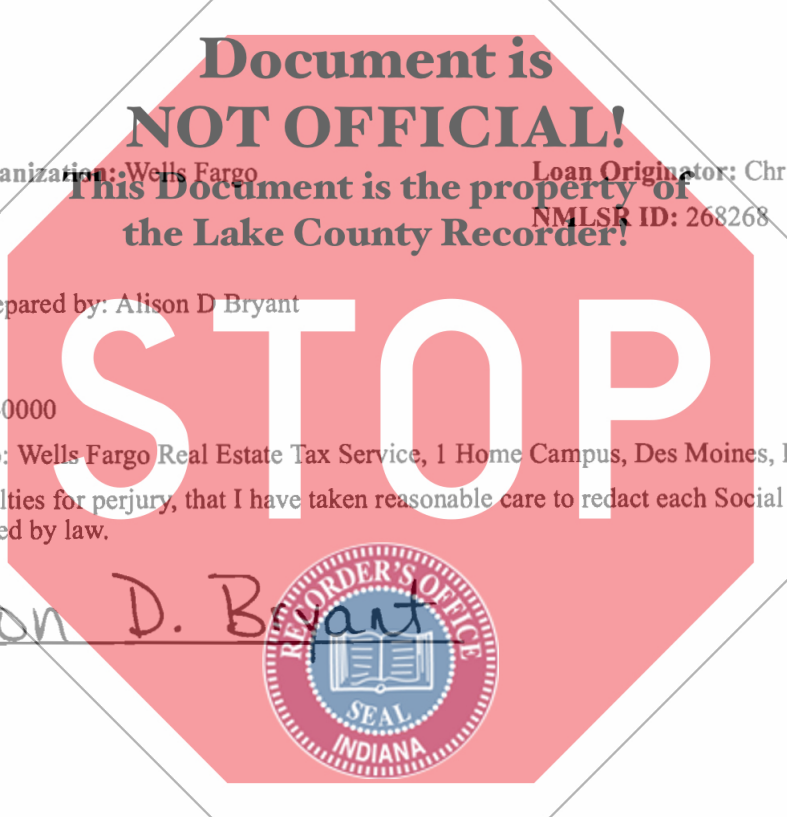 Document is
NOT OFFICIAL!
anization: Wells Fargo Loan Originator: Chr
This Document is the property of
NMLSR ID: 268268
the Lake County Recorder!
epared by: Alison D Bryant
STOP
0000
o: Wells Fargo Real Estate Tax Service, 1 Home Campus, Des Moines, I
lties for perjury, that I have taken reasonable care to redact each Social
ed by law.
on D. Bryant
RECORDER'S OFFICE
SEAL
INDIANA